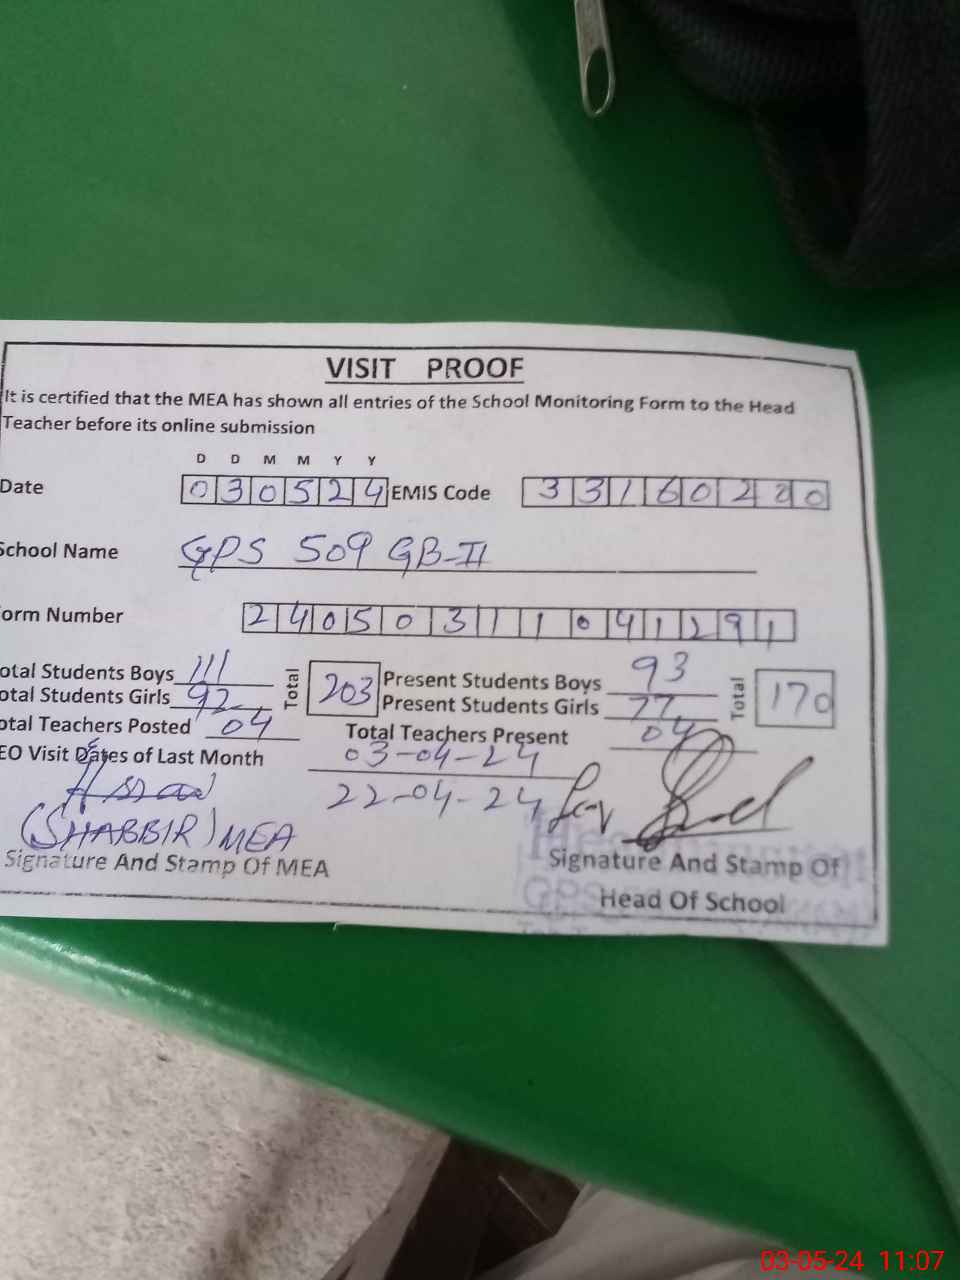 VISIT PROOF
It is certified that the MEA has shown all entries of the School Monitoring Form to the Head
Teacher before its online submission
D D M M Y Y
Date 030524 EMIS Code 33160220
School Name GPS 509 GB-II
orm Number 24050311041291
otal Students Boys 111 Total 203 Present Students Boys 93 Total 170
otal Students Girls 92 Present Students Girls 77
otal Teachers Posted 04 Total Teachers Present 04
EO Visit Dates of Last Month 03-04-24
22-04-24
(SHABBIR) MEA
Signature And Stamp Of MEA Signature And Stamp Of
Head Of School
GPS
03-05-24 11:07